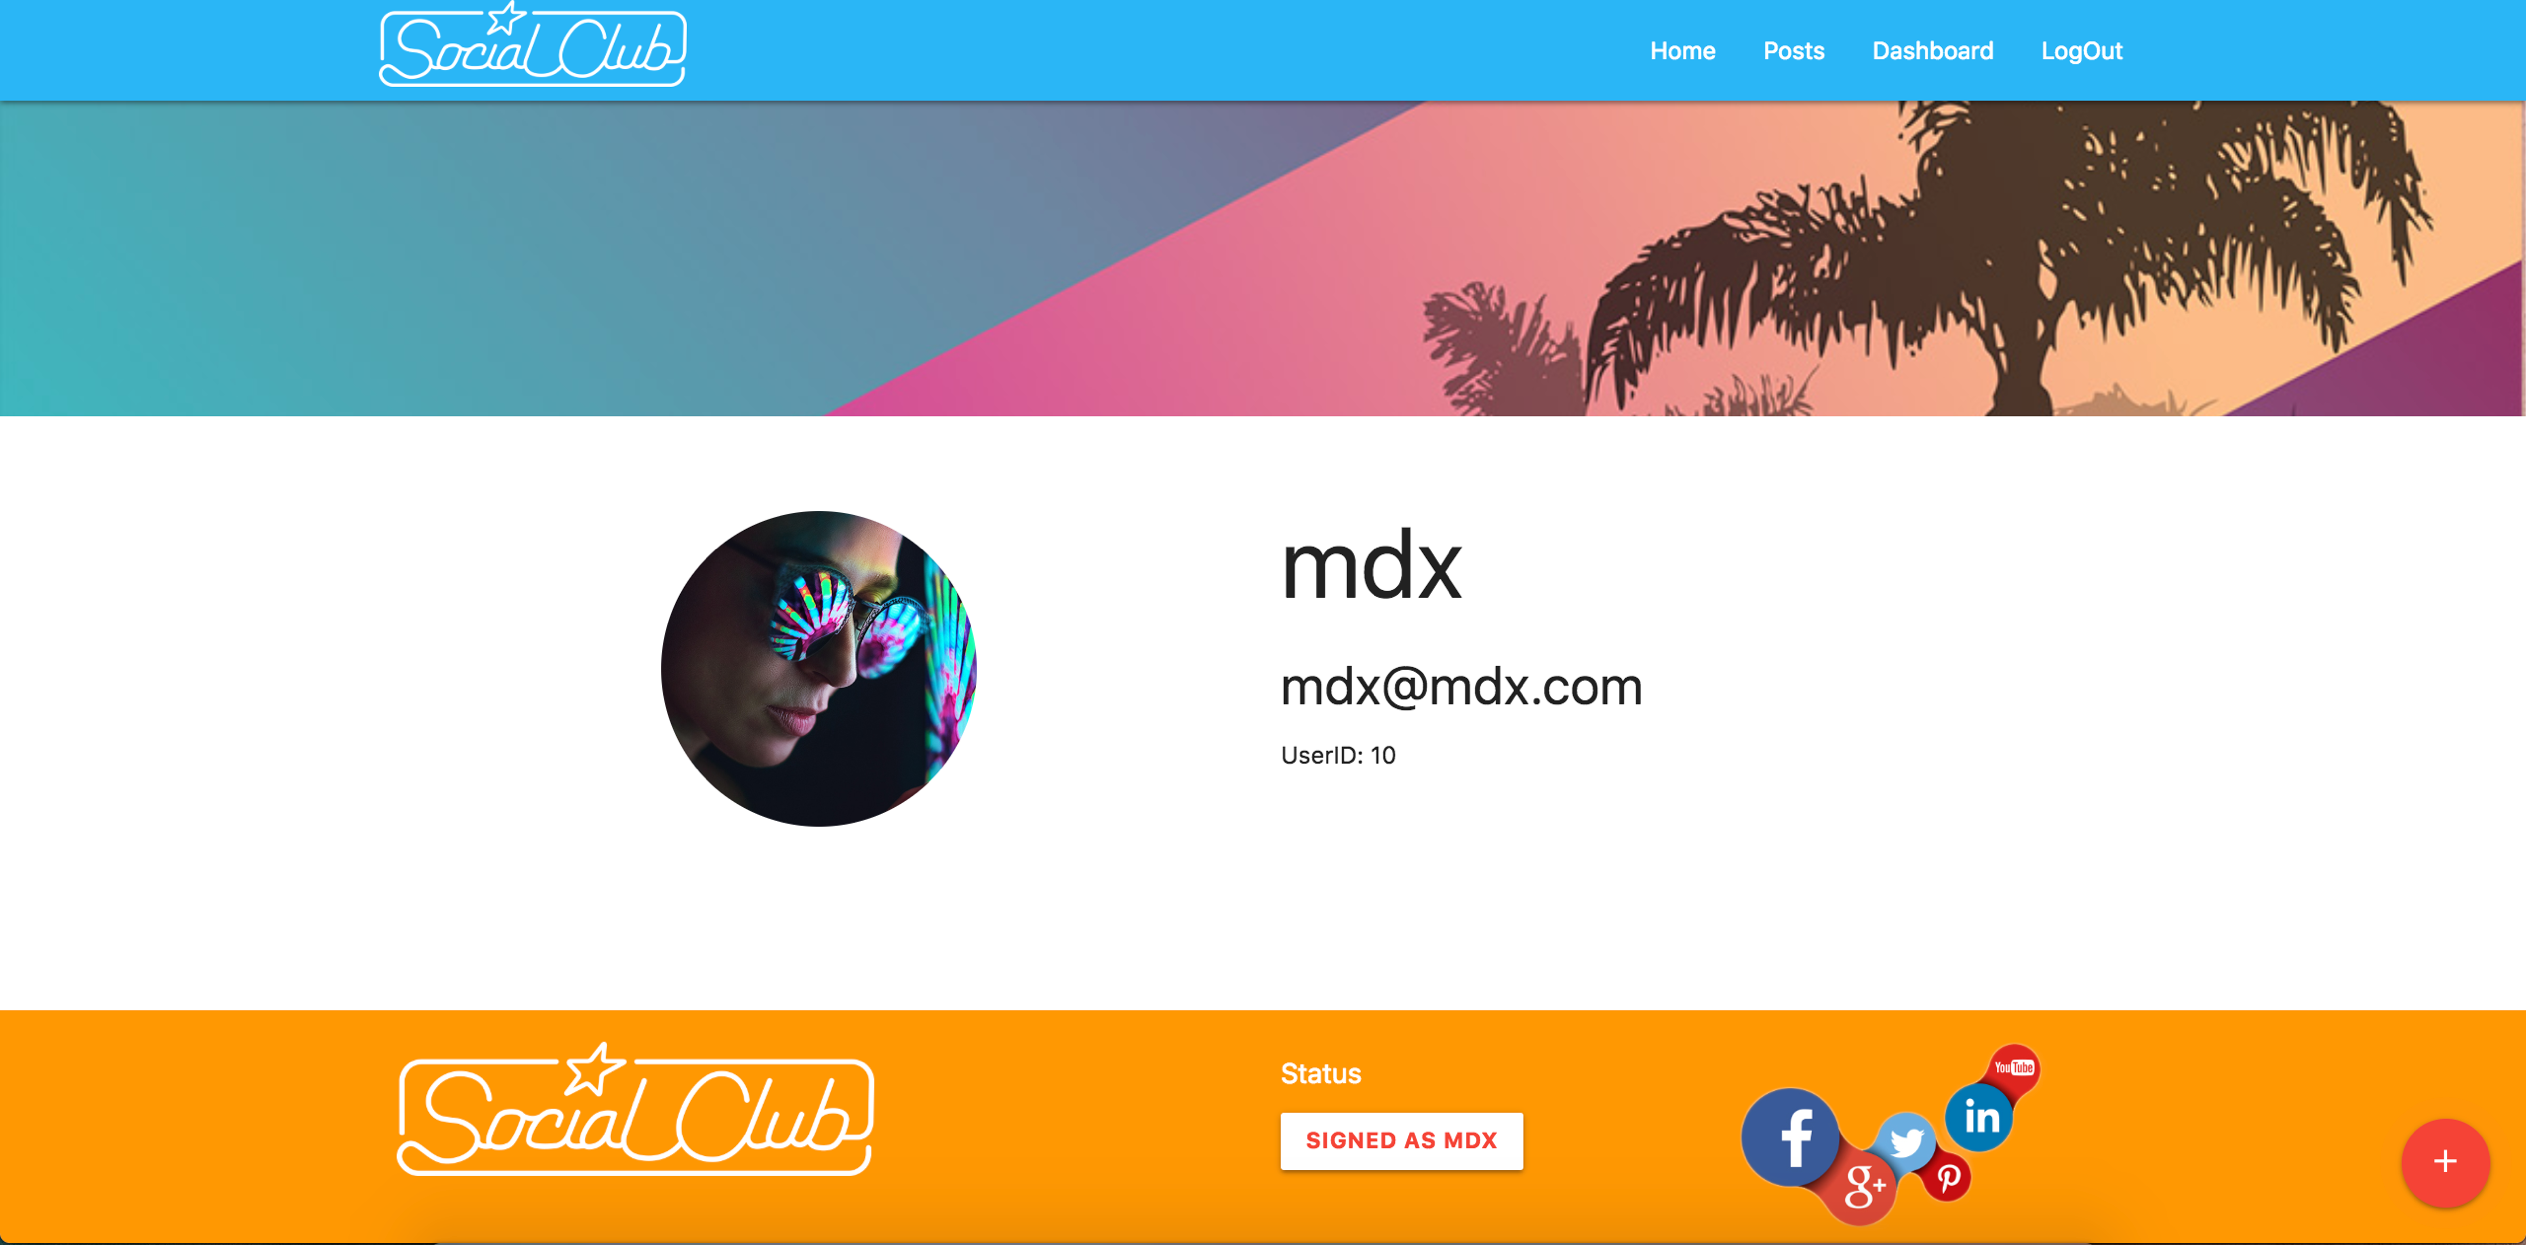 Social Club
Home Posts Dashboard LogOut
mdx
mdx@mdx.com
UserID: 10
Social Club
Status
SIGNED AS MDX
f
g+
p
in
YouTube
+